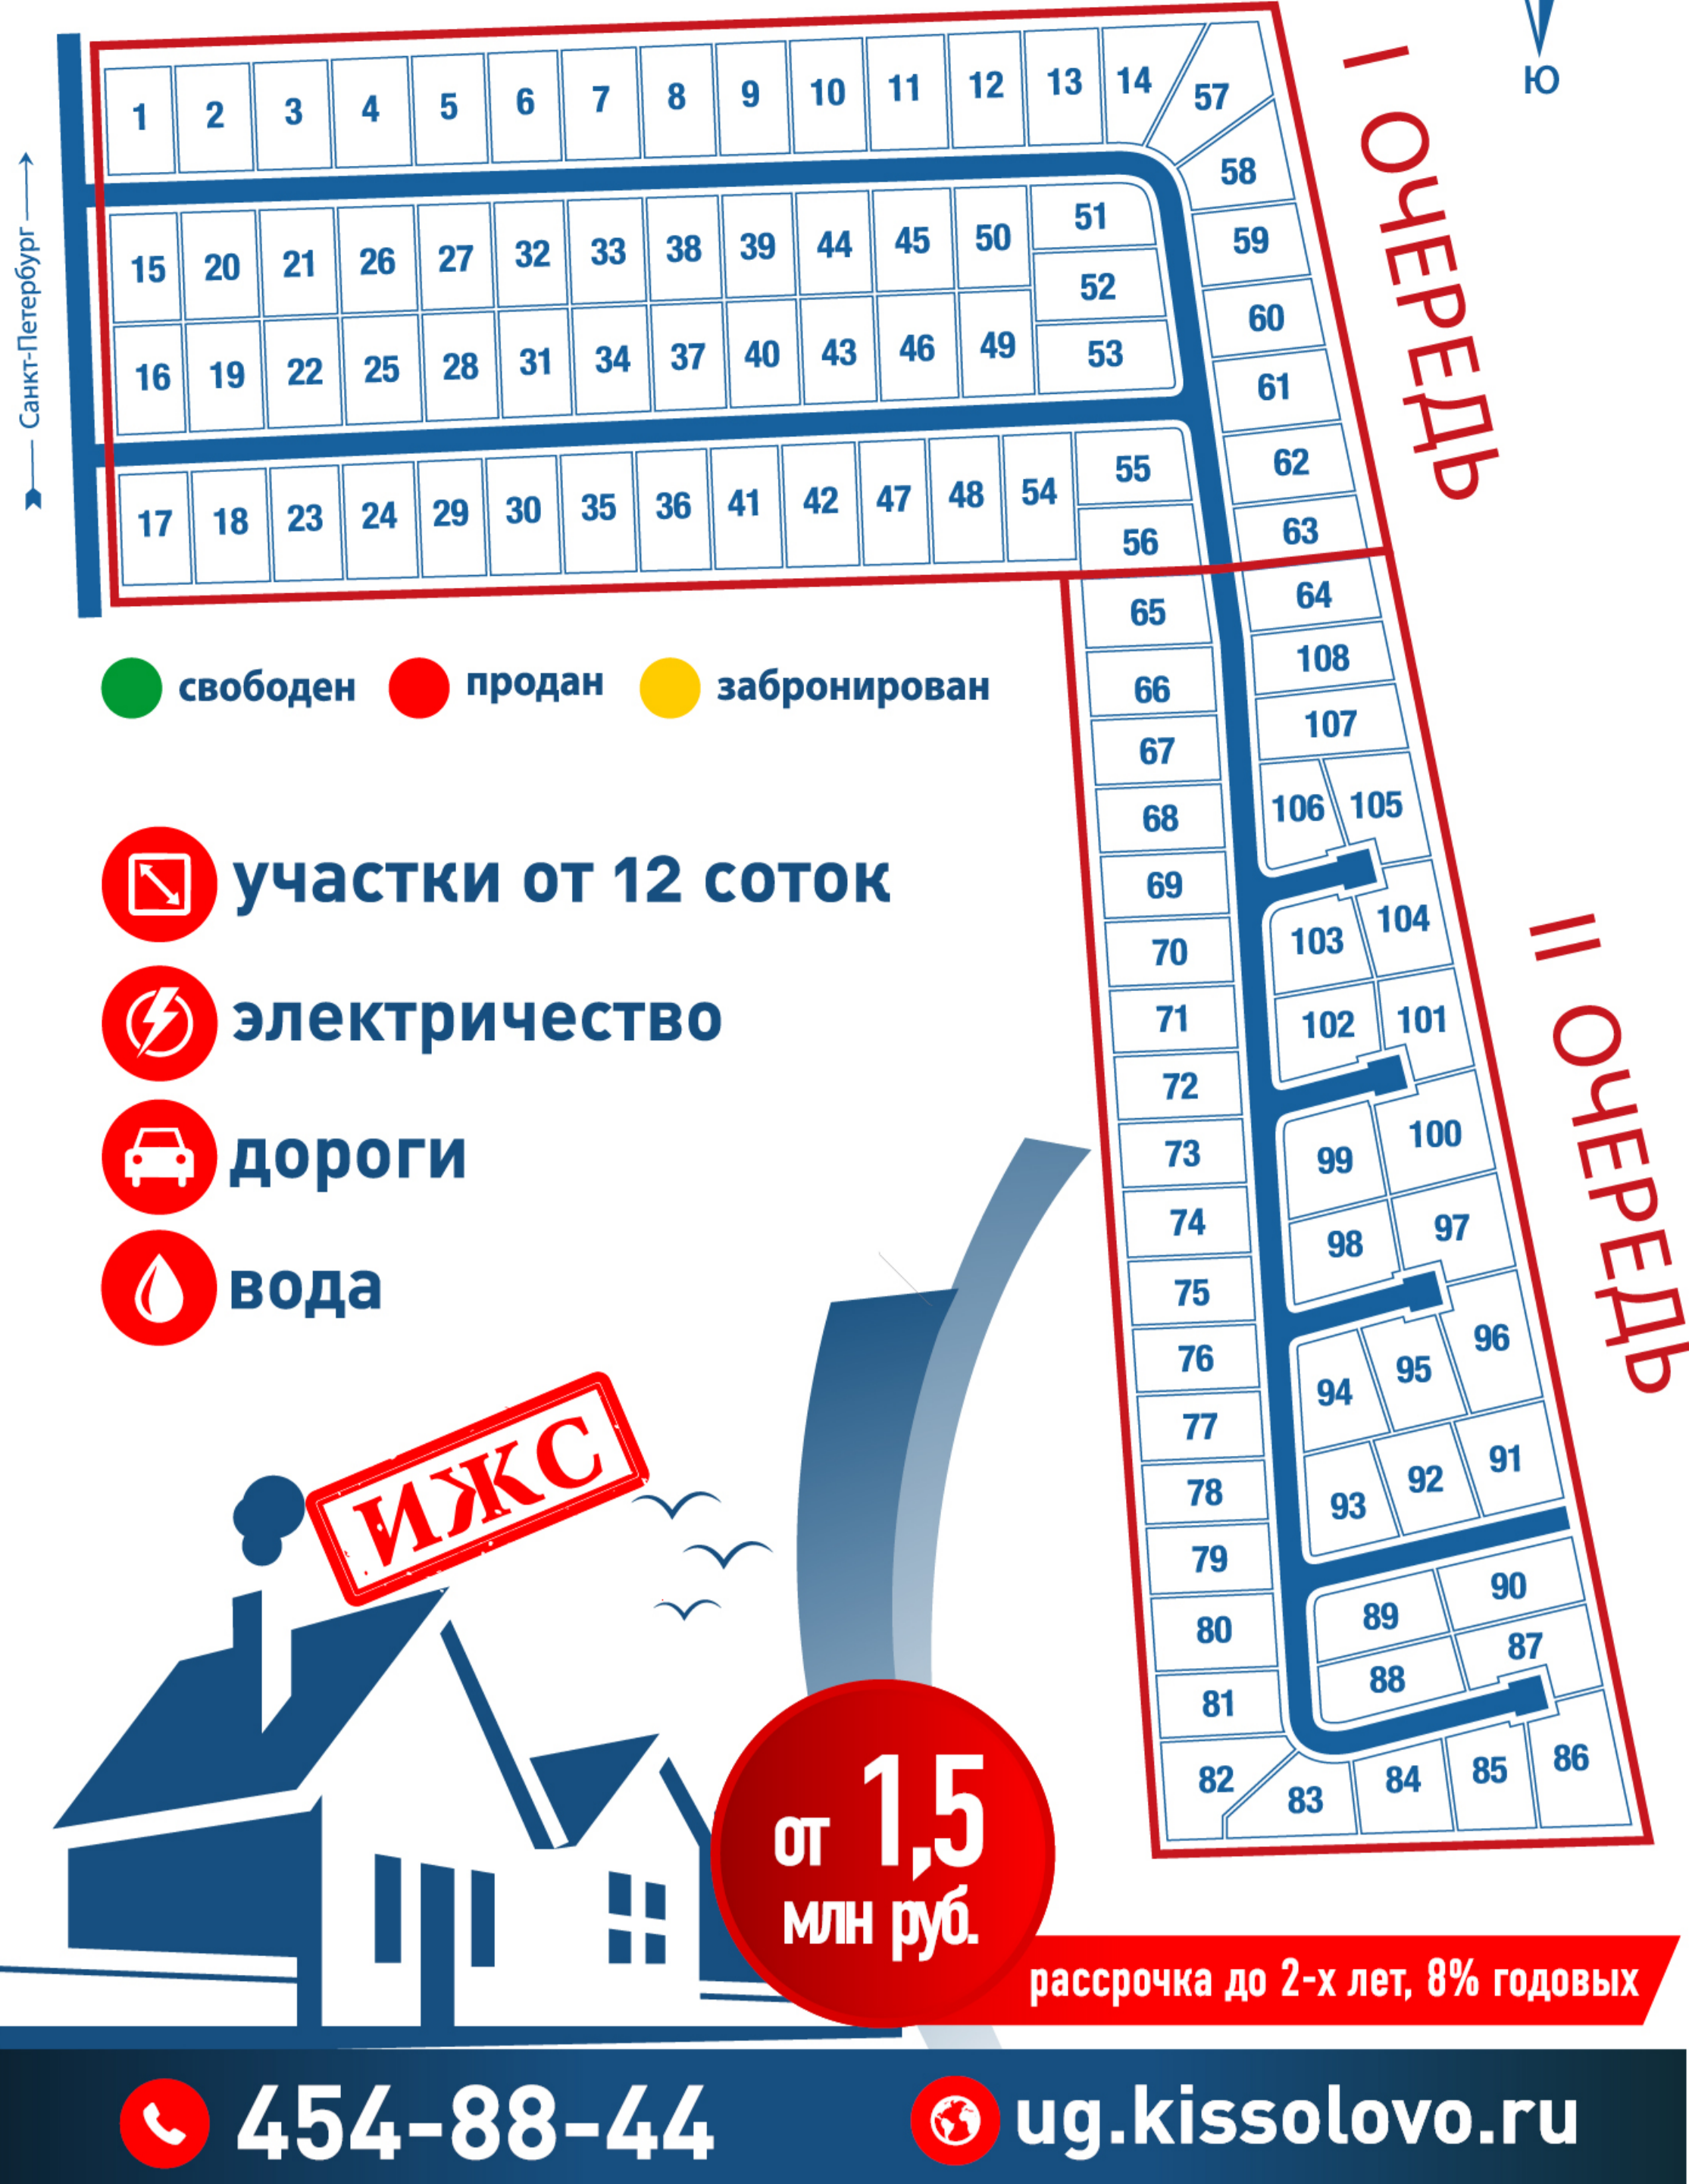 Ю
I ОЧЕРЕДЬ
Санкт-Петербург
1 2 3 4 5 6 7 8 9 10 11 12 13 14 57
58
15 20 21 26 27 32 33 38 39 44 45 50 51
59
52
60
16 19 22 25 28 31 34 37 40 43 46 49 53
61
17 18 23 24 29 30 35 36 41 42 47 48 54 55
62
56
63
65 64
66 108
67 107
68 106 105
69
70 103 104
71 102 101
72
73 99 100
74 98 97
75
76 94 95 96
77
78 93 92 91
79
80 89 90
81 88 87
82 83 84 85 86
II ОЧЕРЕДЬ
свободен продан забронирован
участки от 12 соток
электричество
дороги
вода
ИЖС
от 1,5
млн руб.
рассрочка до 2-х лет, 8% годовых
454-88-44 ug.kissolovo.ru